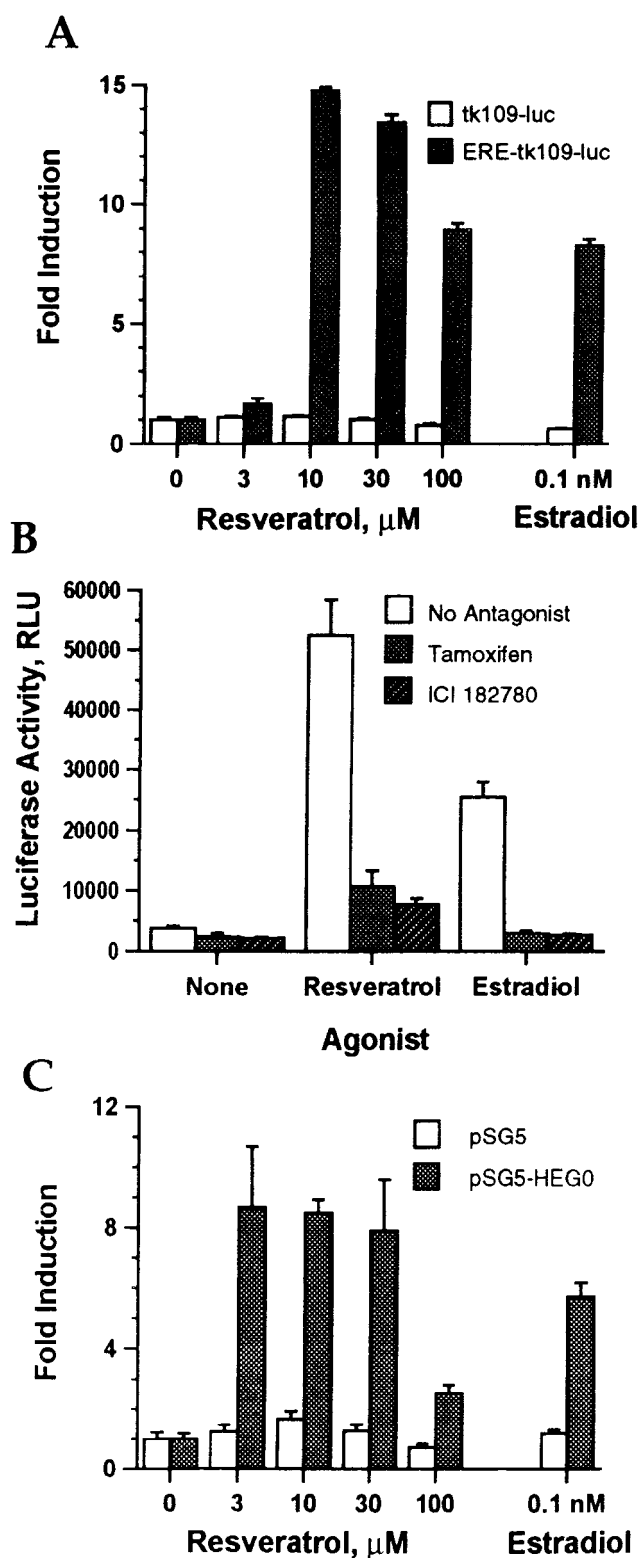 A
15
10
5
0
Fold Induction
tk109-luc
ERE-tk109-luc
0 3 10 30 100 0.1 nM
Resveratrol, μM Estradiol
B
60000
50000
40000
30000
20000
10000
0
Luciferase Activity, RLU
No Antagonist
Tamoxifen
ICI 182780
None Resveratrol Estradiol
Agonist
C
12
8
4
0
Fold Induction
pSG5
pSG5-HEG0
0 3 10 30 100 0.1 nM
Resveratrol, μM Estradiol